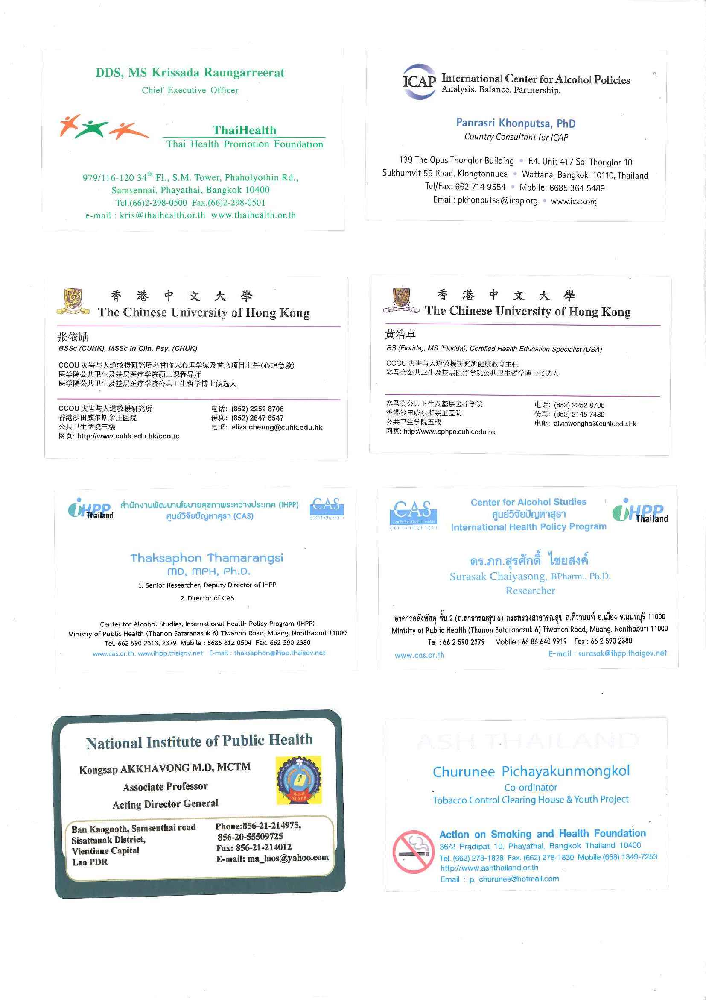 DDS, MS Krissada Raungarreerat
Chief Executive Officer
ThaiHealth
Thai Health Promotion Foundation
979/116-120 34th Fl., S.M. Tower, Phaholyothin Rd.,
Samsennai, Phayathai, Bangkok 10400
Tel.(66)2-298-0500 Fax.(66)2-298-0501
e-mail : kris@thaihealth.or.th www.thaihealth.or.th
ICAP
International Center for Alcohol Policies
Analysis. Balance. Partnership.
Panrasri Khonputsa, PhD
Country Consultant for ICAP
139 The Opus Thonglor Building • F.4. Unit 417 Soi Thonglor 10
Sukhumvit 55 Road, Klongtonnuea • Wattana, Bangkok, 10110, Thailand
Tel/Fax: 662 714 9554 • Mobile: 6685 364 5489
Email: pkhonputsa@icap.org • www.icap.org
香港中文大學
The Chinese University of Hong Kong
张依励
BSSc (CUHK), MSSc in Clin. Psy. (CHUK)
CCOU 灾害与人道救援研究所名誉临床心理学家及首席项目主任(心理急救)
医学院公共卫生及基层医疗学院硕士课程导师
医学院公共卫生及基层医疗学院公共卫生哲学博士候选人
CCOU 灾害与人道救援研究所
香港沙田威尔斯亲王医院
公共卫生学院三楼
网页: http://www.cuhk.edu.hk/ccouc
电话: (852) 2252 8706
传真: (852) 2647 6547
电邮: eliza.cheung@cuhk.edu.hk
香港中文大學
The Chinese University of Hong Kong
黄浩卓
BS (Florida), MS (Florida), Certified Health Education Specialist (USA)
CCOU 灾害与人道救援研究所健康教育主任
赛马会公共卫生及基层医疗学院公共卫生哲学博士候选人
赛马会公共卫生及基层医疗学院
香港沙田威尔斯亲王医院
公共卫生学院五楼
网页: http://www.sphpc.cuhk.edu.hk
电话: (852) 2252 8705
传真: (852) 2145 7489
电邮: alvinwonghc@cuhk.edu.hk
iHPP
Thailand
สำนักงานพัฒนานโยบายสุขภาพระหว่างประเทศ (IHPP)
ศูนย์วิจัยปัญหาสุรา (CAS)
CAS
ศูนย์วิจัยปัญหาสุรา
Thaksaphon Thamarangsi
MD, MPH, Ph.D.
1. Senior Researcher, Deputy Director of IHPP
2. Director of CAS
Center for Alcohol Studies, International Health Policy Program (IHPP)
Ministry of Public Health (Thanon Sataranasuk 6) Tiwanon Road, Muang, Nonthaburi 11000
Tel. 662 590 2313, 2379 Mobile : 6686 812 0504 Fax. 662 590 2380
www.cas.or.th, www.ihpp.thaigov.net E-mail : thaksaphon@ihpp.thaigov.net
CAS
Center for Alcohol Studies
ศูนย์วิจัยปัญหาสุรา
Center for Alcohol Studies
ศูนย์วิจัยปัญหาสุรา
International Health Policy Program
iHPP
Thailand
ดร.ภก.สุรศักดิ์ ไชยสงค์
Surasak Chaiyasong, BPharm., Ph.D.
Researcher
อาคารคลังพัสดุ ชั้น 2 (ถ.สาธารณสุข 6) กระทรวงสาธารณสุข ถ.ติวานนท์ อ.เมือง จ.นนทบุรี 11000
Ministry of Public Health (Thanon Sataranasuk 6) Tiwanon Road, Muang, Nonthaburi 11000
Tel : 66 2 590 2379 Mobile : 66 86 640 9919 Fax : 66 2 590 2380
www.cas.or.th E-mail : surasak@ihpp.thaigov.net
National Institute of Public Health
Kongsap AKKHAVONG M.D, MCTM
Associate Professor
Acting Director General
Ban Kaognoth, Samsenthai road
Sisattanak District,
Vientiane Capital
Lao PDR
Phone:856-21-214975,
856-20-55509725
Fax: 856-21-214012
E-mail: ma_laos@yahoo.com
ASH THAILAND
Churunee Pichayakunmongkol
Co-ordinator
Tobacco Control Clearing House & Youth Project
Action on Smoking and Health Foundation
36/2 Pradipat 10, Phayathai, Bangkok Thailand 10400
Tel. (662) 278-1828 Fax. (662) 278-1830 Mobile (668) 1349-7253
http://www.ashthailand.or.th
Email : p_churunee@hotmail.com